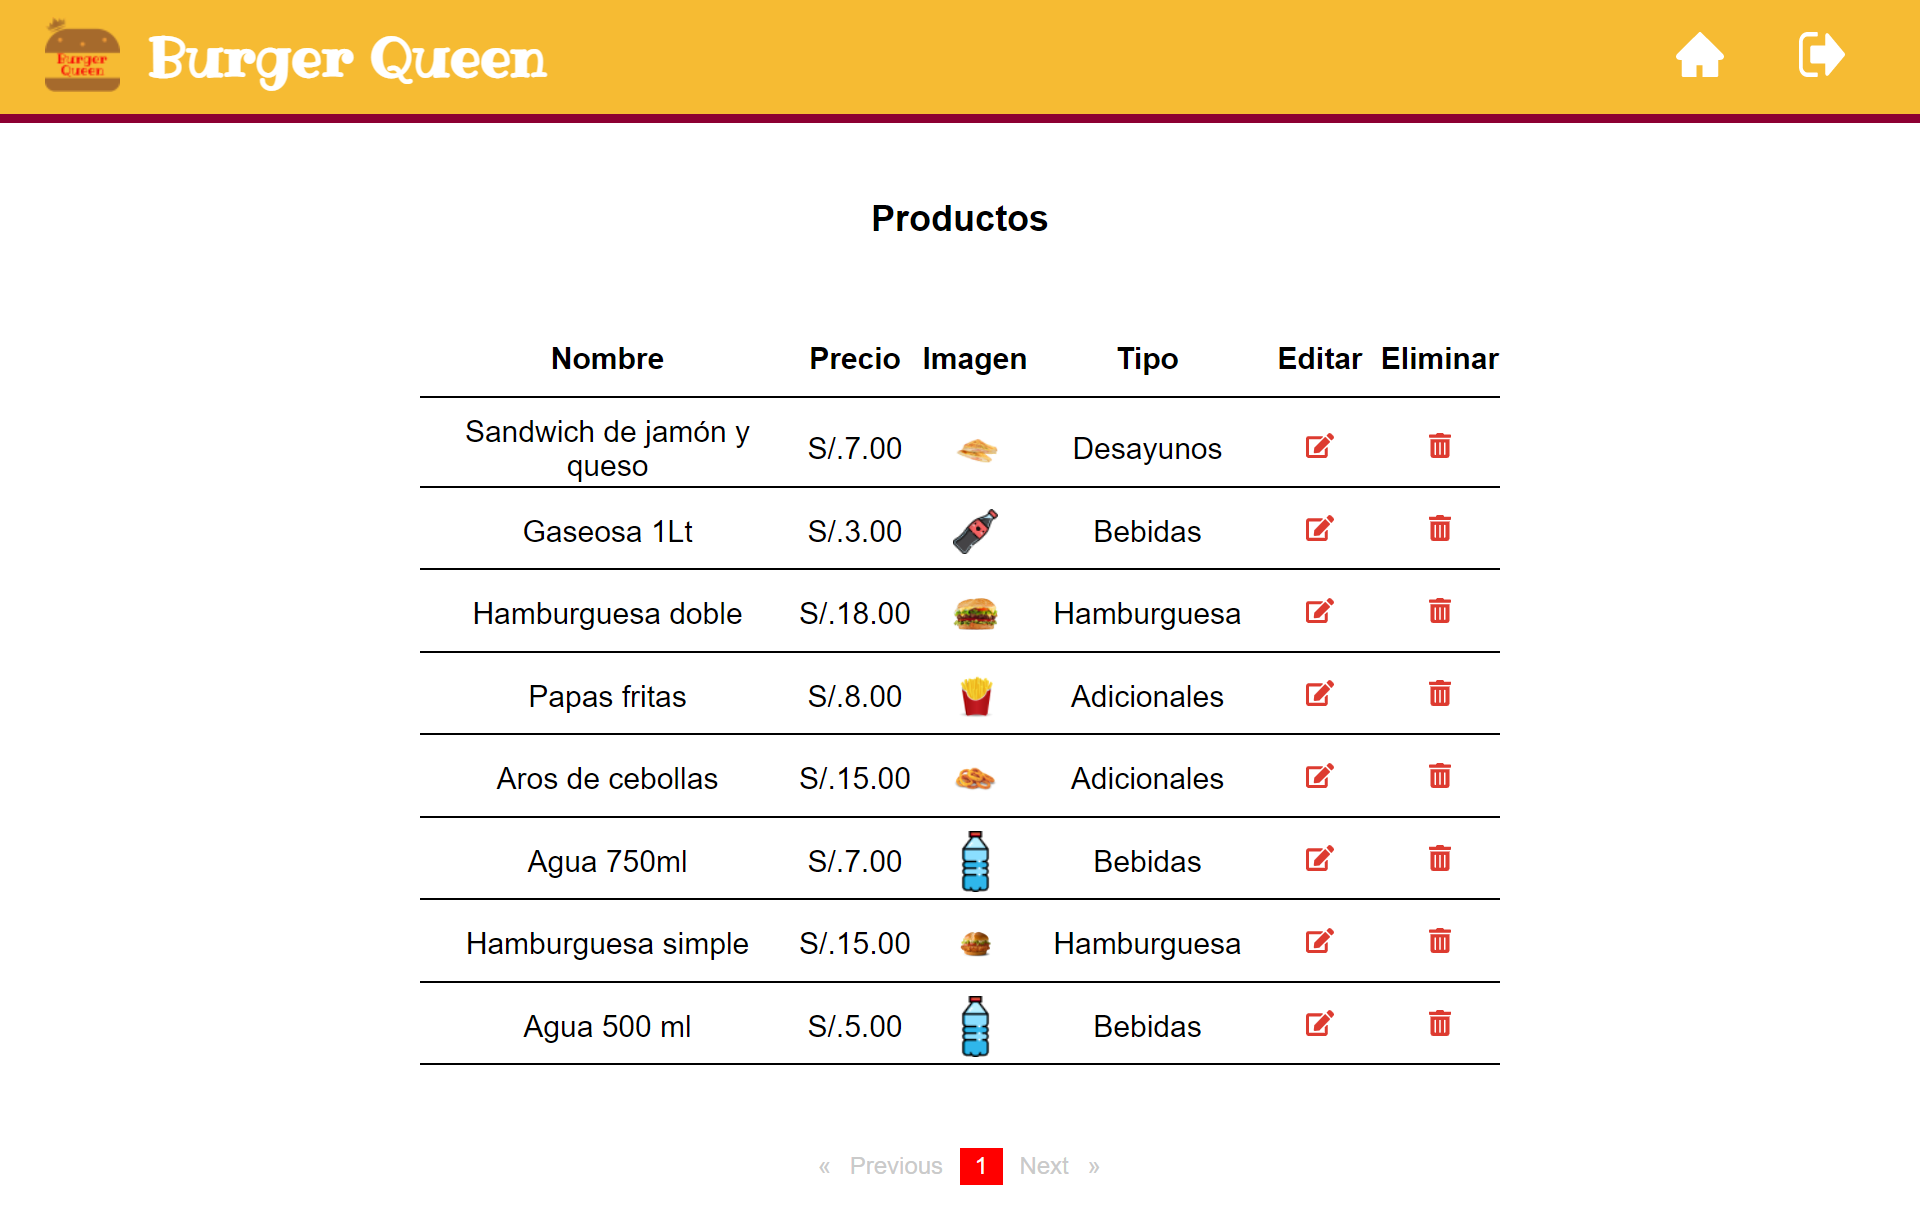 Burger
Queen
Burger Queen
Productos
Nombre Precio Imagen Tipo Editar Eliminar
Sandwich de jamón y
queso S/.7.00 Desayunos
Gaseosa 1Lt S/.3.00 Bebidas
Hamburguesa doble S/.18.00 Hamburguesa
Papas fritas S/.8.00 Adicionales
Aros de cebollas S/.15.00 Adicionales
Agua 750ml S/.7.00 Bebidas
Hamburguesa simple S/.15.00 Hamburguesa
Agua 500 ml S/.5.00 Bebidas
« Previous 1 Next »